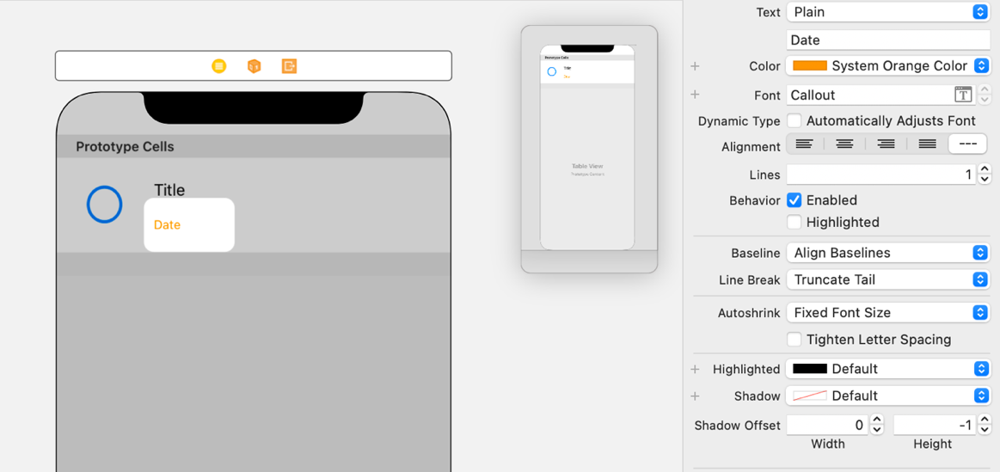 Prototype Cells
Title
Date
Prototype Cells
Title
Date
Table View
Prototype Content
Text Plain
Date
Color System Orange Color
Font Callout T
Dynamic Type Automatically Adjusts Font
Alignment ---
Lines 1
Behavior Enabled
Highlighted
Baseline Align Baselines
Line Break Truncate Tail
Autoshrink Fixed Font Size
Tighten Letter Spacing
Highlighted Default
Shadow Default
Shadow Offset 0 -1
Width Height